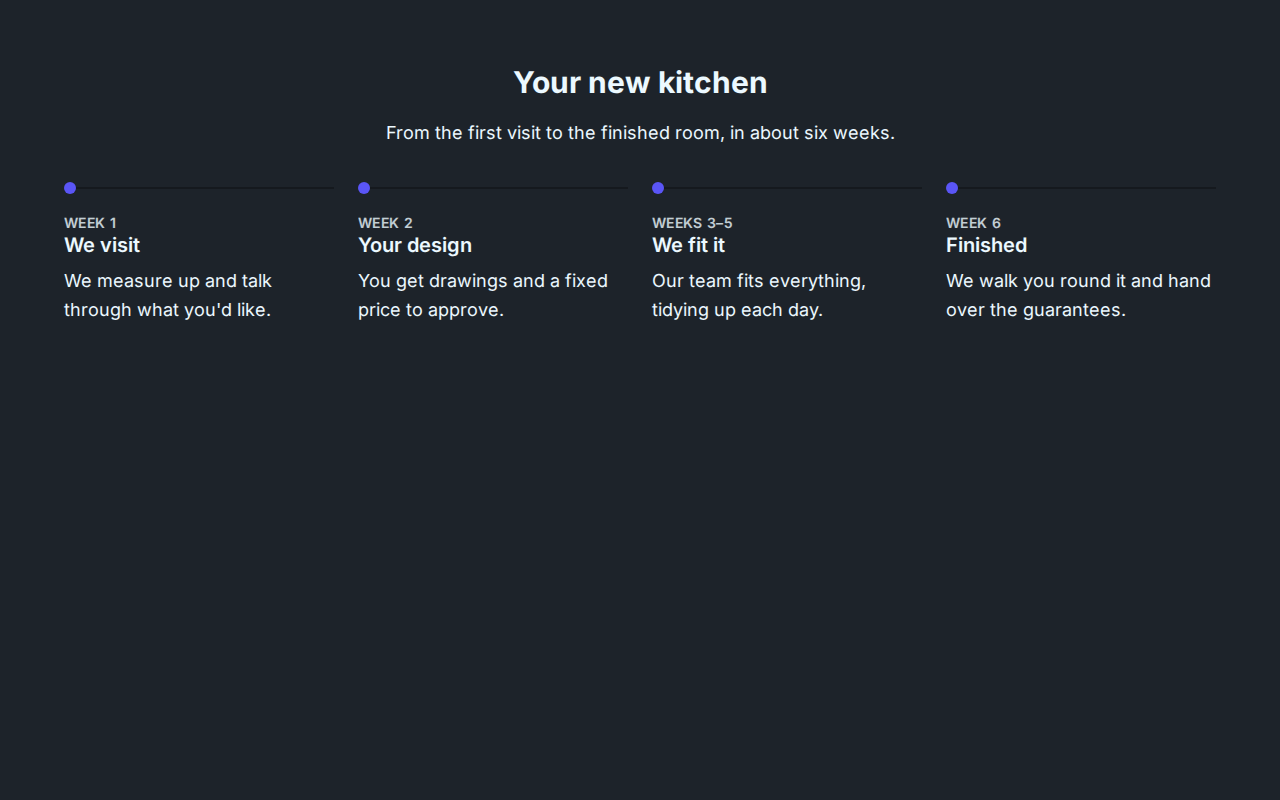 Your new kitchen
From the first visit to the finished room, in about six weeks.
WEEK 1
We visit
We measure up and talk
through what you'd like.
WEEK 2
Your design
You get drawings and a fixed
price to approve.
WEEKS 3–5
We fit it
Our team fits everything,
tidying up each day.
WEEK 6
Finished
We walk you round it and hand
over the guarantees.